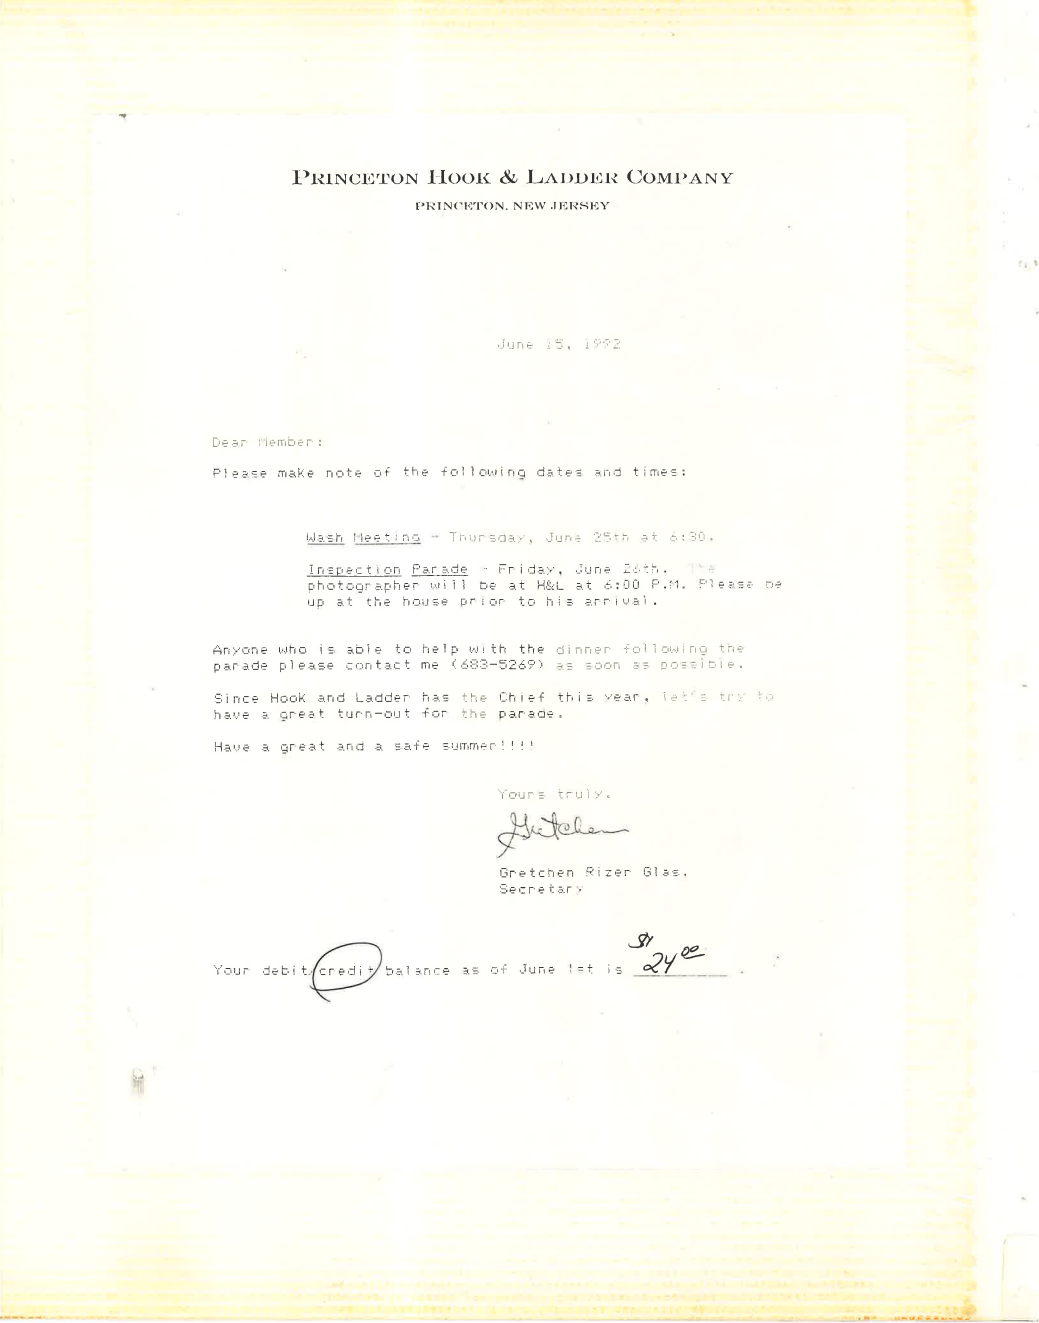 PRINCETON HOOK & LADDER COMPANY
PRINCETON, NEW JERSEY
June 15, 1992
Dear Member:
Please make note of the following dates and times:
Wash Meeting - Thursday, June 25th at 6:30.
Inspection Parade - Friday, June 26th. The
photographer will be at H&L at 6:00 P.M. Please be
up at the house prior to his arrival.
Anyone who is able to help with the dinner following the
parade please contact me (683-5269) as soon as possible.
Since Hook and Ladder has the Chief this year, let's try to
have a great turn-out for the parade.
Have a great and a safe summer!!!!
Yours truly,
Gretchen
Gretchen Rizer Glas,
Secretary
Your debit/credit balance as of June 1st is 24.00 .